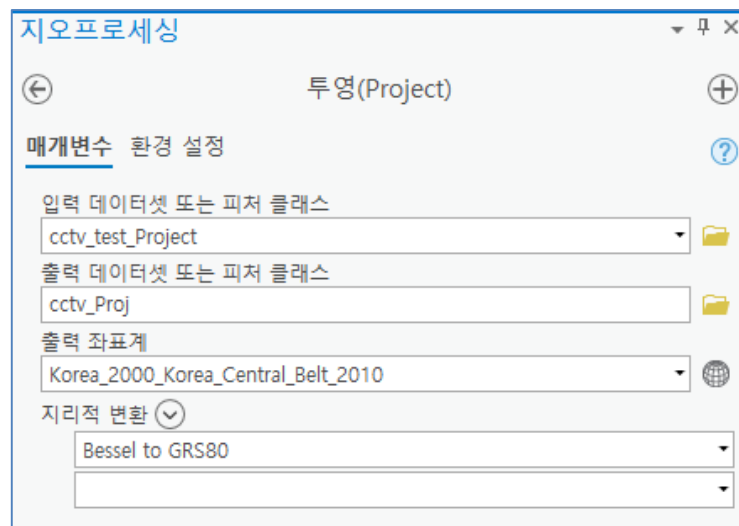 지오프로세싱
투영(Project)
매개변수 환경 설정
입력 데이터셋 또는 피처 클래스
cctv_test_Project
출력 데이터셋 또는 피처 클래스
cctv_Proj
출력 좌표계
Korea_2000_Korea_Central_Belt_2010
지리적 변환
Bessel to GRS80